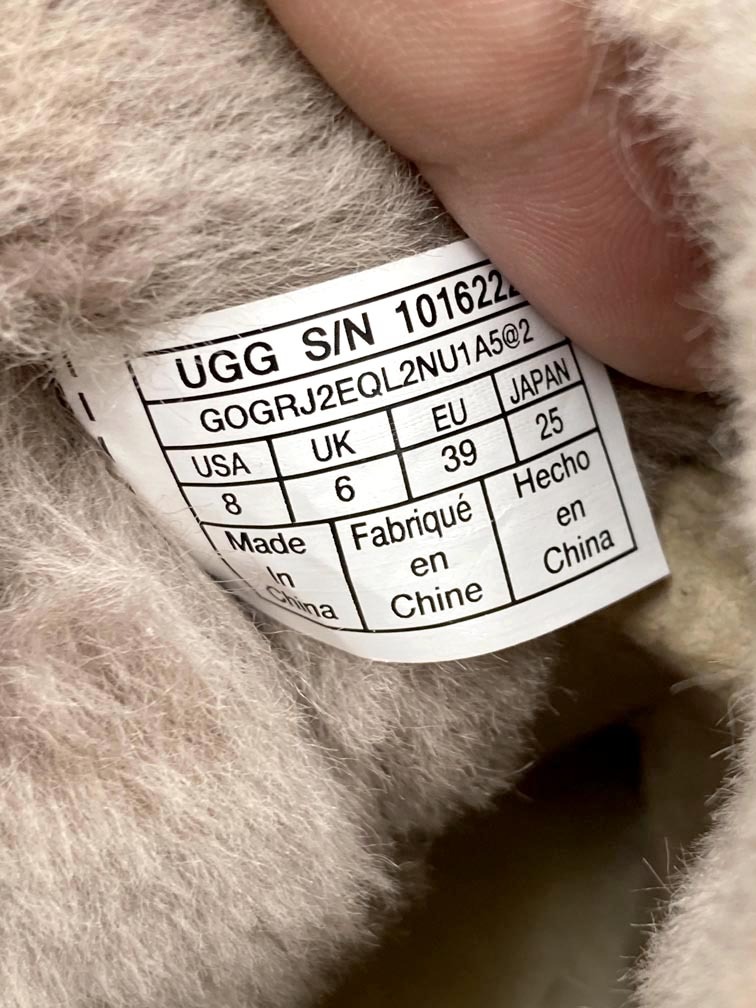 UGG S/N 101622
GOGRJ2EQL2NU1A5@2
USA UK EU JAPAN
8 6 39 25
Made Fabriqué Hecho
In en en
China Chine China